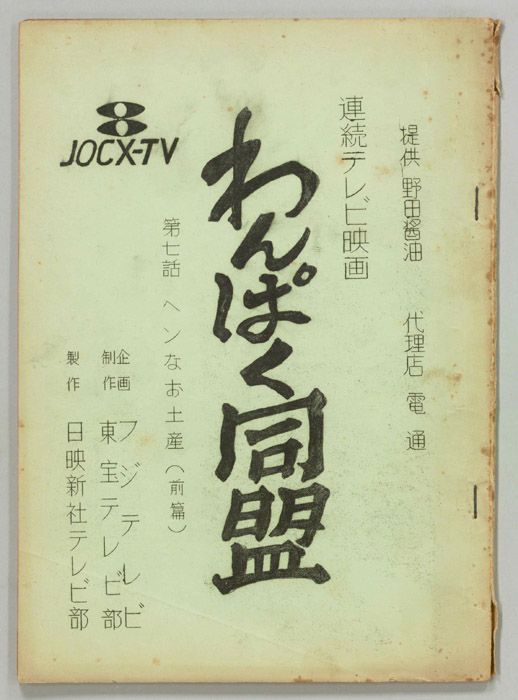 提供 野田醤油 代理店 電通
連続テレビ映画
わんぱく同盟
第七話 ヘンなお土産(前篇)
JOCX-TV
企画 フジテレビ
制作 東宝テレビ部
製作 日映新社テレビ部